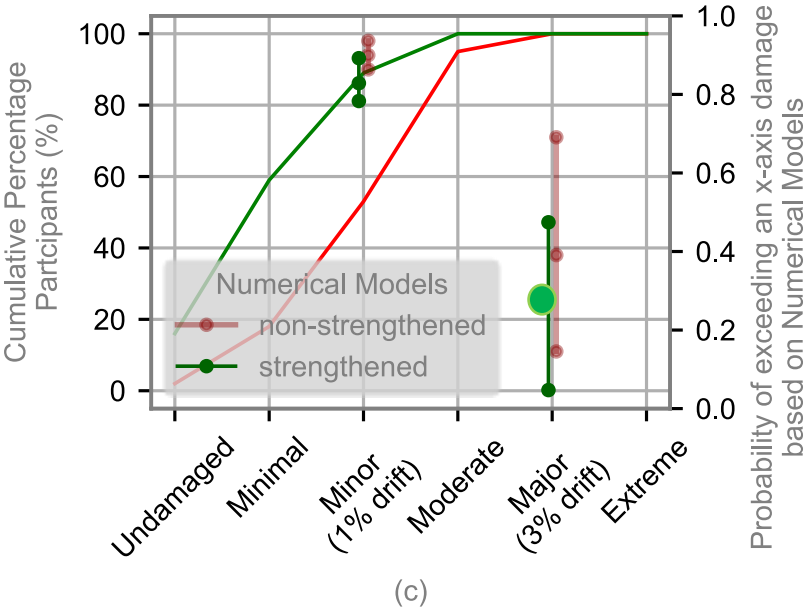 Cumulative Percentage
Partcipants (%)
100
80
60
40
20
0
Numerical Models
non-strengthened
strengthened
1.0
0.8
0.6
0.4
0.2
0.0
Probability of exceeding an x-axis damage
based on Numerical Models
Undamaged
Minimal
Minor
(1% drift)
Moderate
Major
(3% drift)
Extreme
(c)